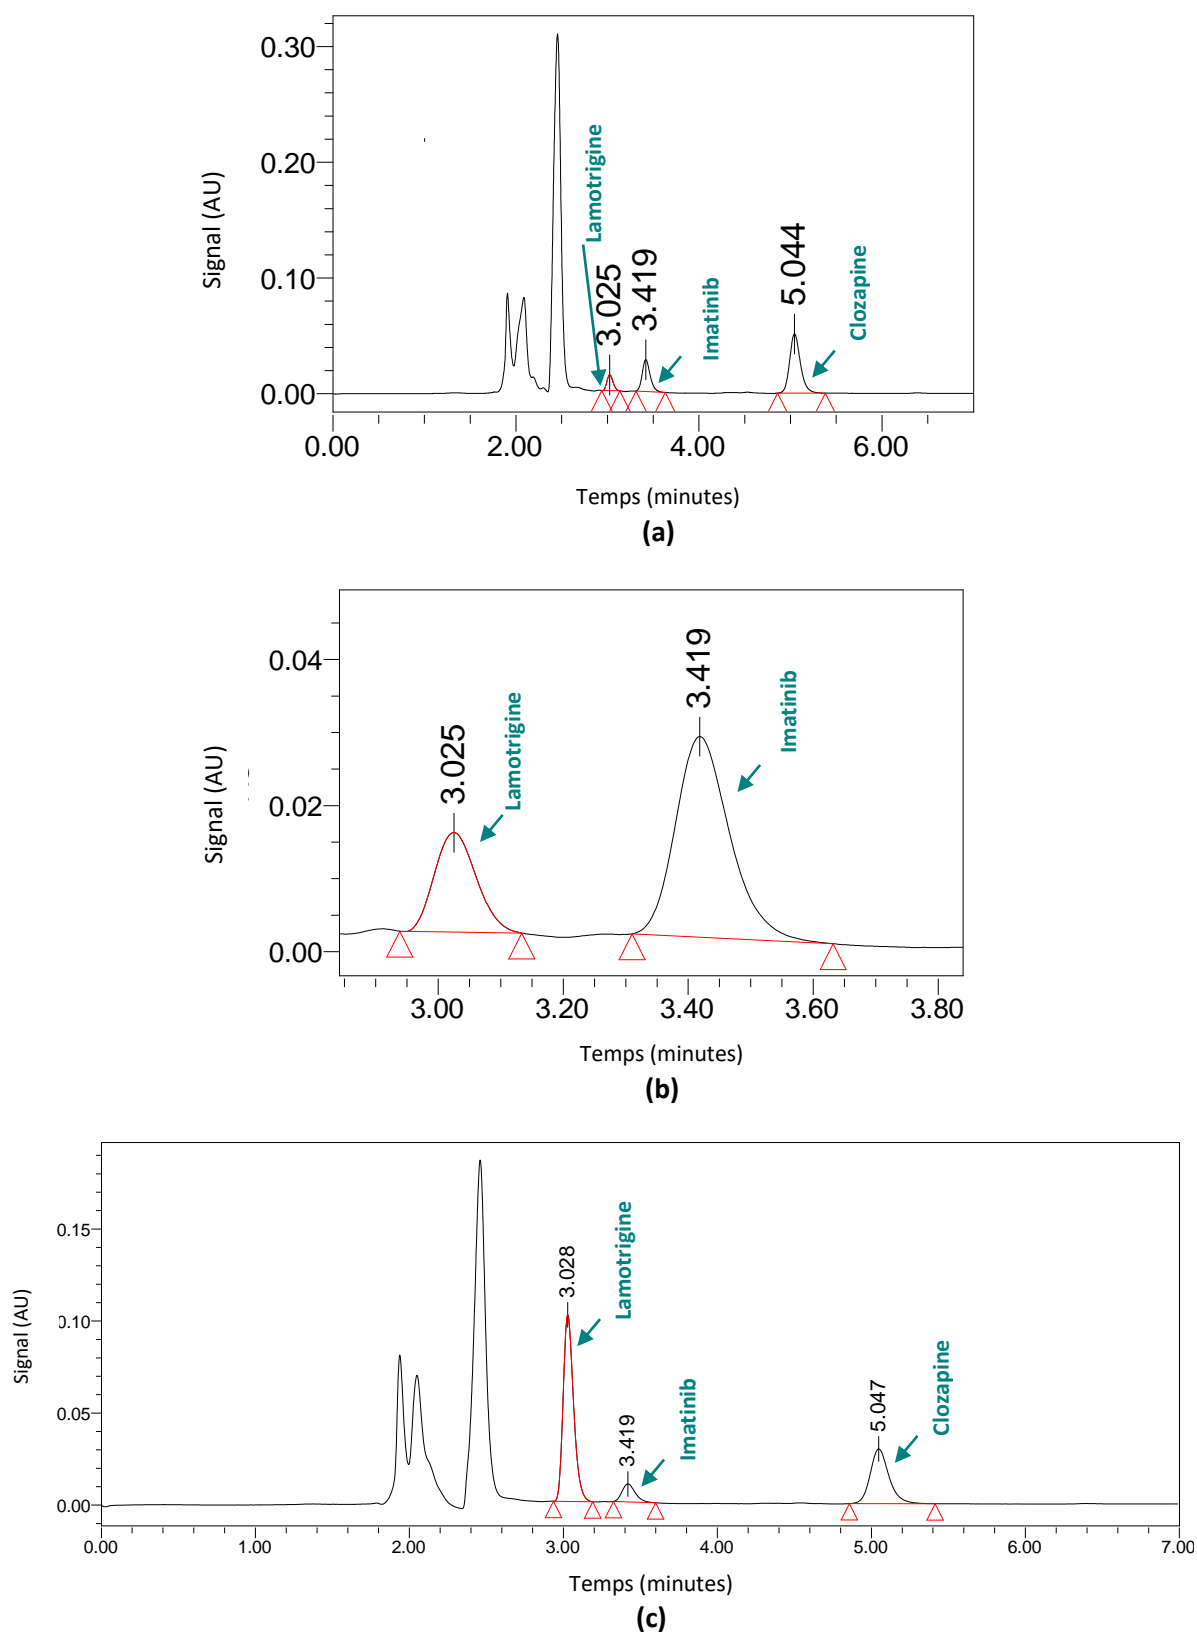 0.30
0.20
0.10
0.00
Signal (AU)
Lamotrigine
3.025
3.419
Imatinib
5.044
Clozapine
0.00 2.00 4.00 6.00
Temps (minutes)
(a)
0.04
0.02
0.00
Signal (AU)
3.025
Lamotrigine
3.419
Imatinib
3.00 3.20 3.40 3.60 3.80
Temps (minutes)
(b)
0.15
0.10
0.05
0.00
Signal (AU)
3.028
Lamotrigine
3.419
Imatinib
5.047
Clozapine
0.00 2.00 3.00 4.00 5.00 6.00 7.00
Temps (minutes)
(c)